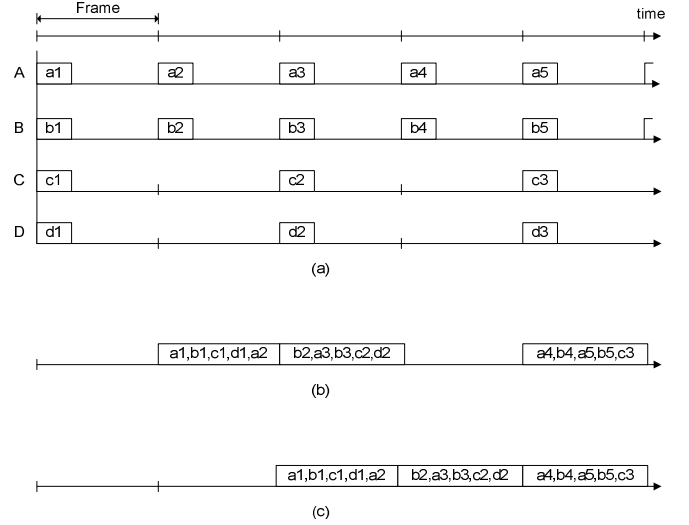 Frame
time
A a1 a2 a3 a4 a5
B b1 b2 b3 b4 b5
C c1 c2 c3
D d1 d2 d3
(a)
a1,b1,c1,d1,a2 b2,a3,b3,c2,d2 a4,b4,a5,b5,c3
(b)
a1,b1,c1,d1,a2 b2,a3,b3,c2,d2 a4,b4,a5,b5,c3
(c)